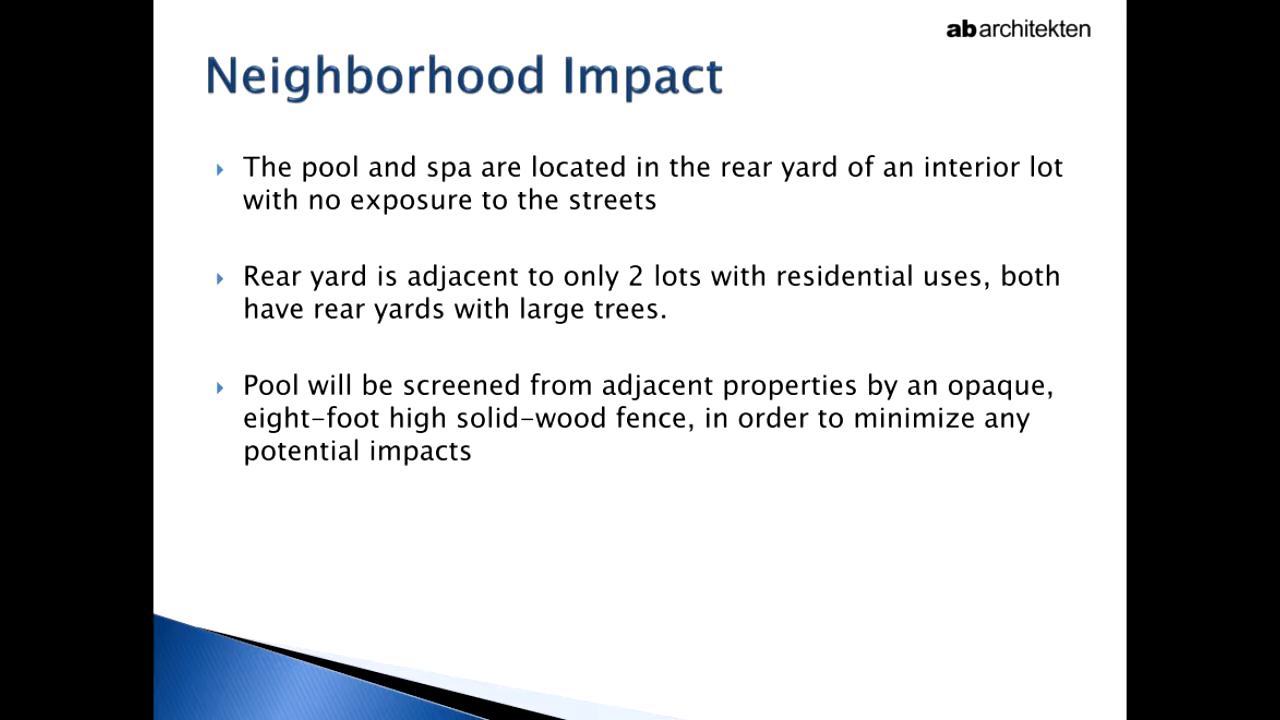 ab architekten
Neighborhood Impact
The pool and spa are located in the rear yard of an interior lot
with no exposure to the streets
Rear yard is adjacent to only 2 lots with residential uses, both
have rear yards with large trees.
Pool will be screened from adjacent properties by an opaque,
eight-foot high solid-wood fence, in order to minimize any
potential impacts